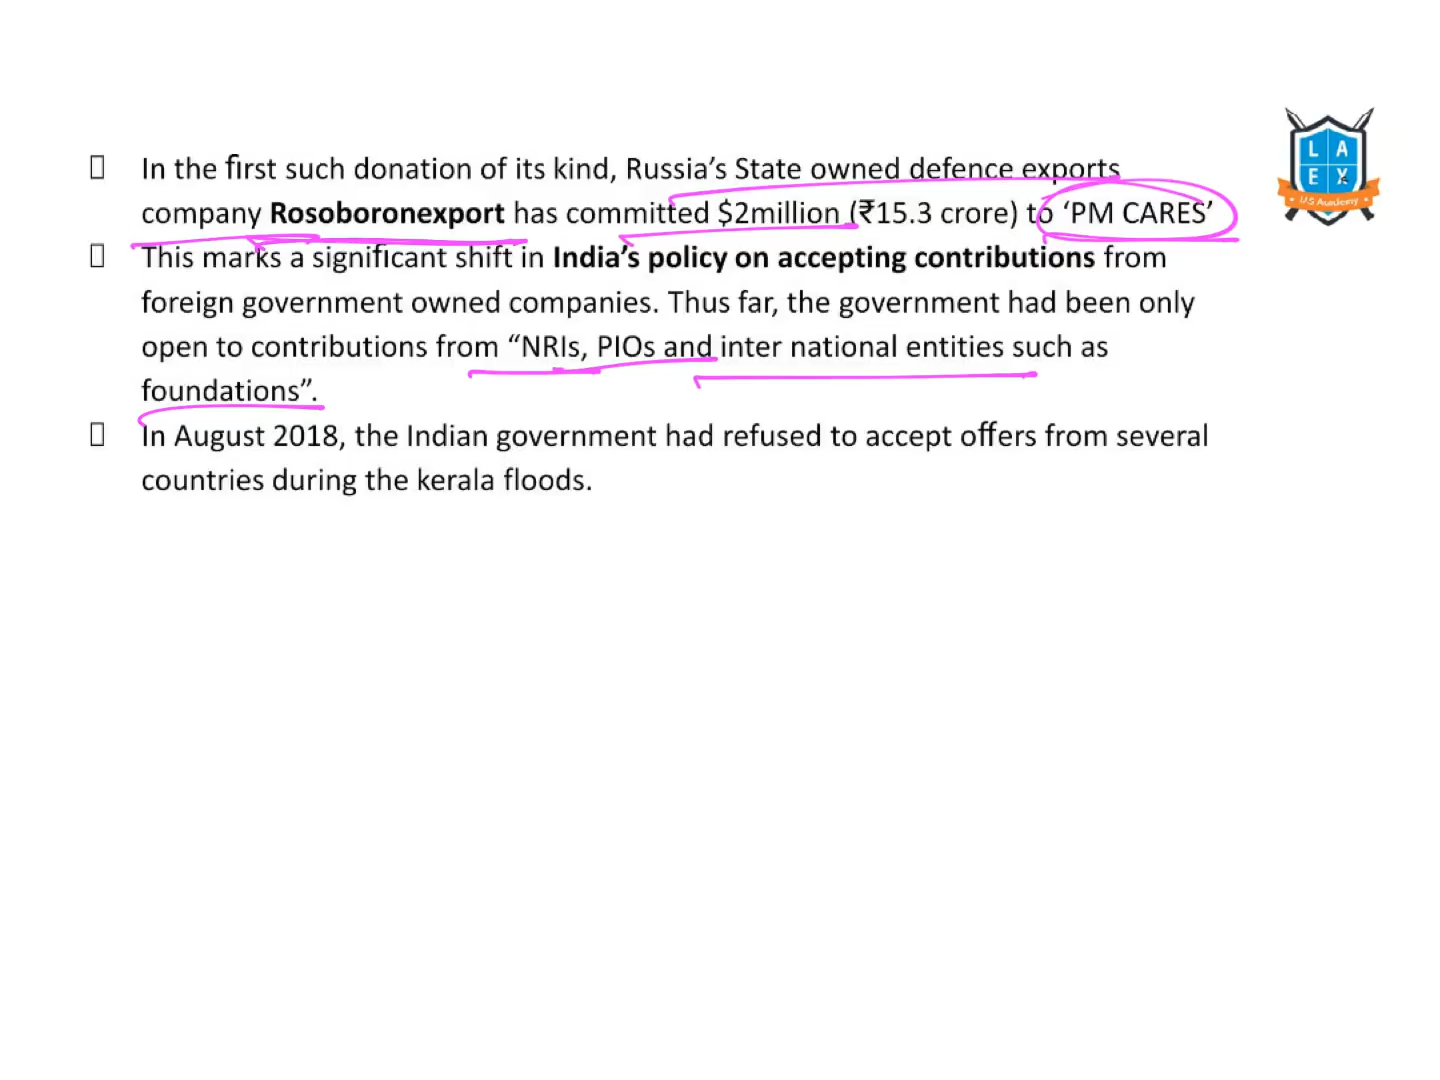 In the first such donation of its kind, Russia’s State owned defence exports
company Rosoboronexport has committed $2million (₹15.3 crore) to ‘PM CARES’
This marks a significant shift in India’s policy on accepting contributions from
foreign government owned companies. Thus far, the government had been only
open to contributions from “NRIs, PIOs and inter national entities such as
foundations”.
In August 2018, the Indian government had refused to accept offers from several
countries during the kerala floods.
L A
E X
U.S Academy